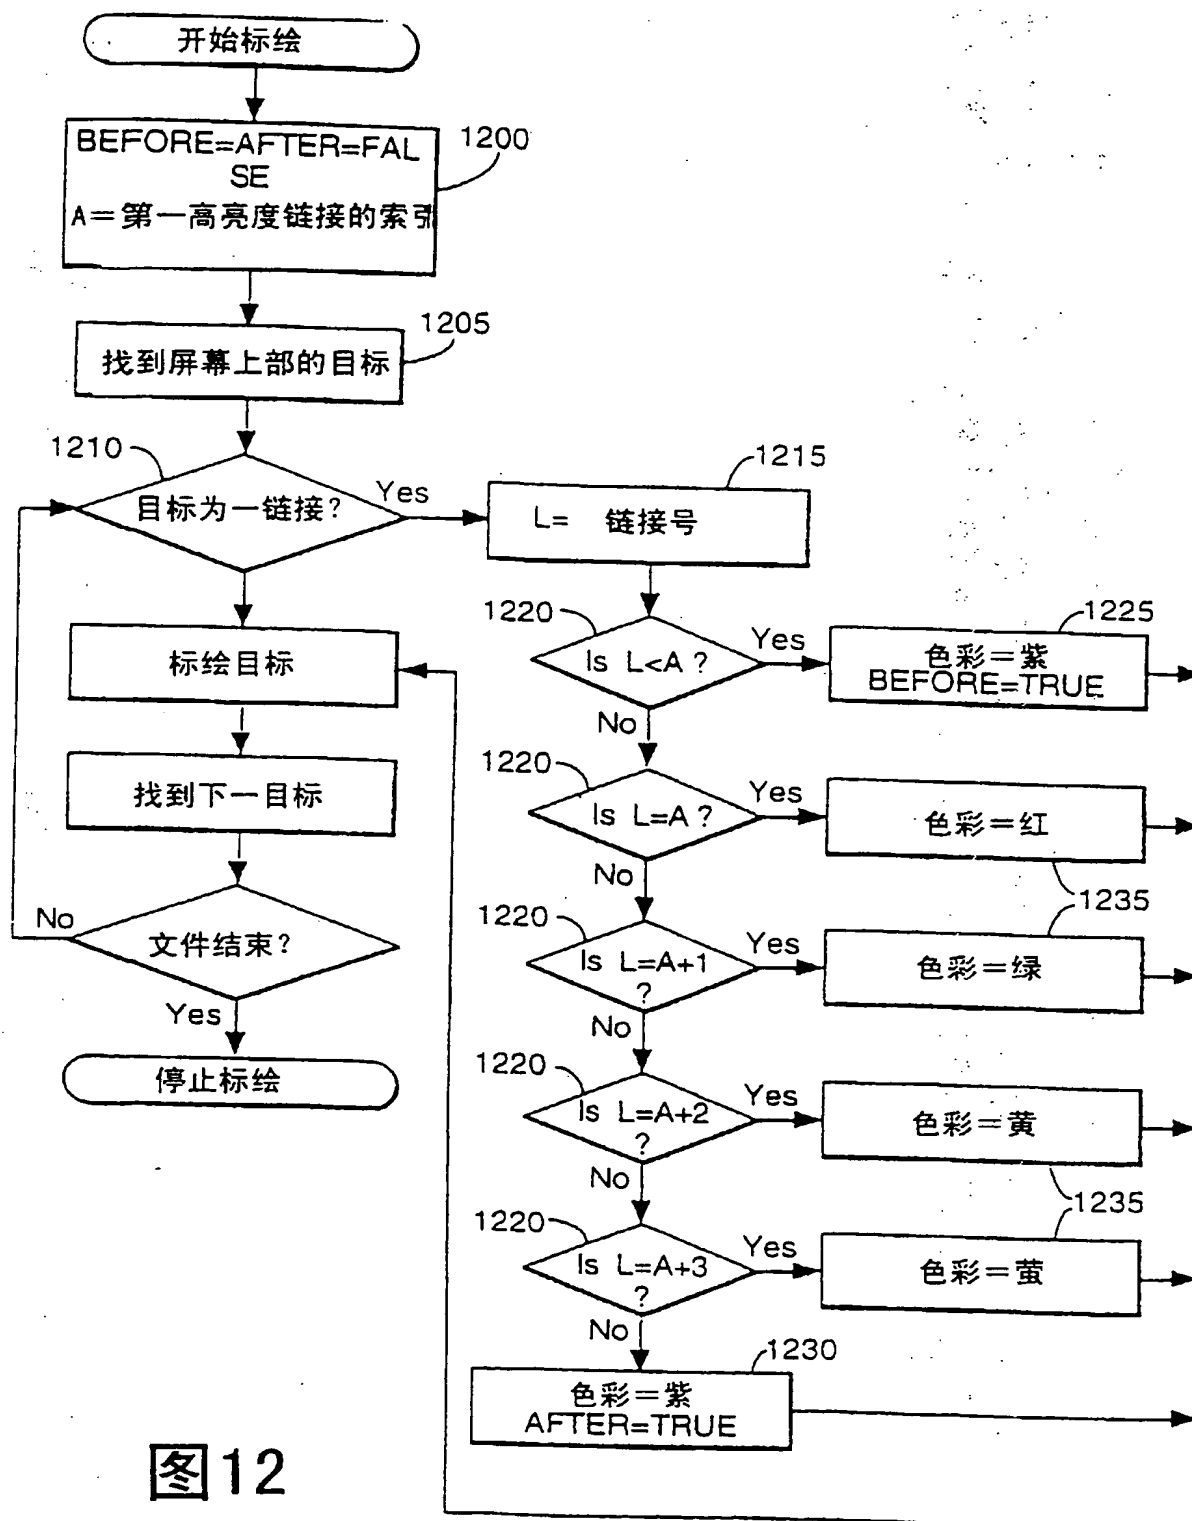 开始标绘
BEFORE=AFTER=FAL
SE
A=第一高亮度链接的索引
1200
找到屏幕上部的目标
1205
1210
目标为一链接?
Yes
1215
L= 链接号
标绘目标
找到下一目标
文件结束?
No
Yes
停止标绘
1220
Is L<A ?
Yes
1225
色彩=紫
BEFORE=TRUE
No
1220
Is L=A ?
Yes
色彩=红
1235
No
1220
Is L=A+1
?
Yes
色彩=绿
No
1220
Is L=A+2
?
Yes
色彩=黄
1235
No
1220
Is L=A+3
?
Yes
色彩=萤
No
1230
色彩=紫
AFTER=TRUE
图12